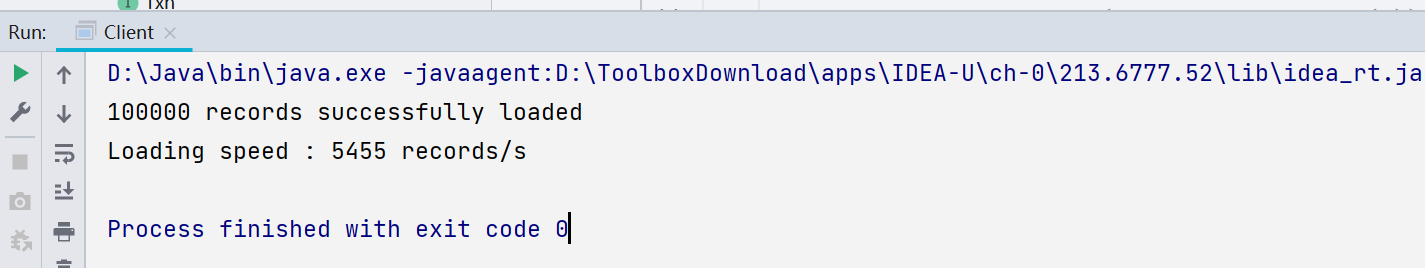 Txn
Run: Client
D:\Java\bin\java.exe -javaagent:D:\ToolboxDownload\apps\IDEA-U\ch-0\213.6777.52\lib\idea_rt.ja
100000 records successfully loaded
Loading speed : 5455 records/s
Process finished with exit code 0